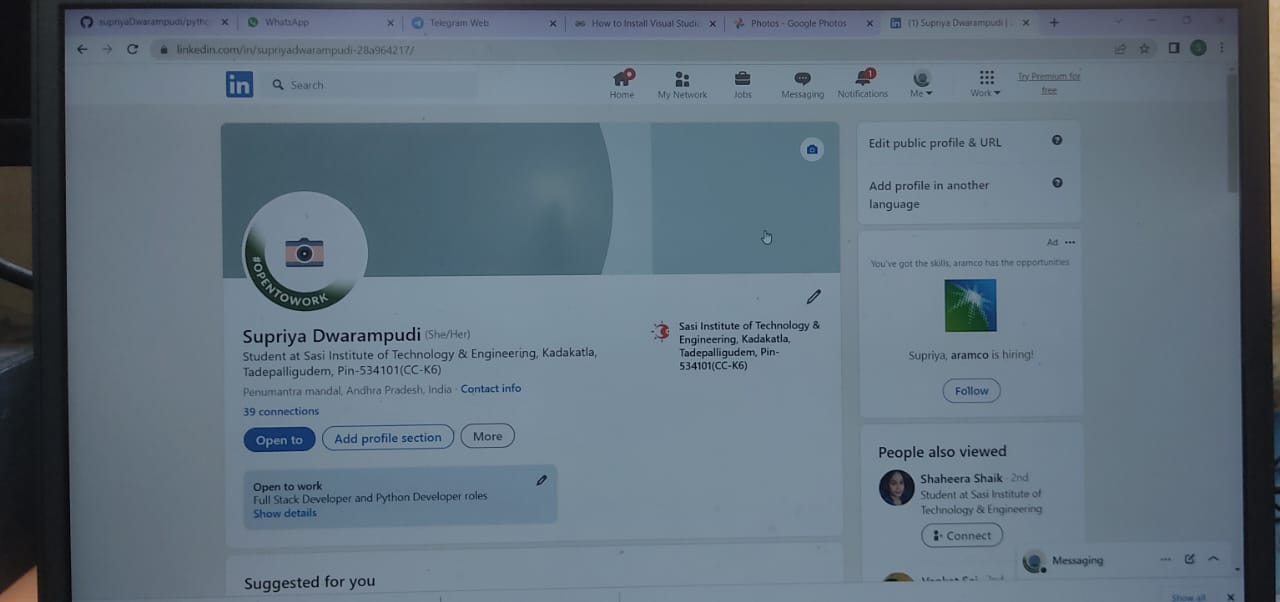 supriyaDwarampudi/pytho
WhatsApp
Telegram Web
How to Install Visual Studi
Photos - Google Photos
(1) Supriya Dwarampudi |
linkedin.com/in/supriyadwarampudi-28a964217/
in
Search
Home
My Network
Jobs
Messaging
1
Notifications
Me
Work
Try Premium for
free
#OPENTOWORK
Supriya Dwarampudi (She/Her)
Student at Sasi Institute of Technology & Engineering, Kadakatla,
Tadepalligudem, Pin-534101(CC-K6)
Penumantra mandal, Andhra Pradesh, India · Contact info
39 connections
Open to
Add profile section
More
Sasi Institute of Technology &
Engineering, Kadakatla,
Tadepalligudem, Pin-
534101(CC-K6)
Open to work
Full Stack Developer and Python Developer roles
Show details
Suggested for you
Edit public profile & URL
Add profile in another
language
Ad
You've got the skills, aramco has the opportunities
Supriya, aramco is hiring!
Follow
People also viewed
Shaheera Shaik · 2nd
Student at Sasi Institute of
Technology & Engineering
Connect
Messaging
Show all